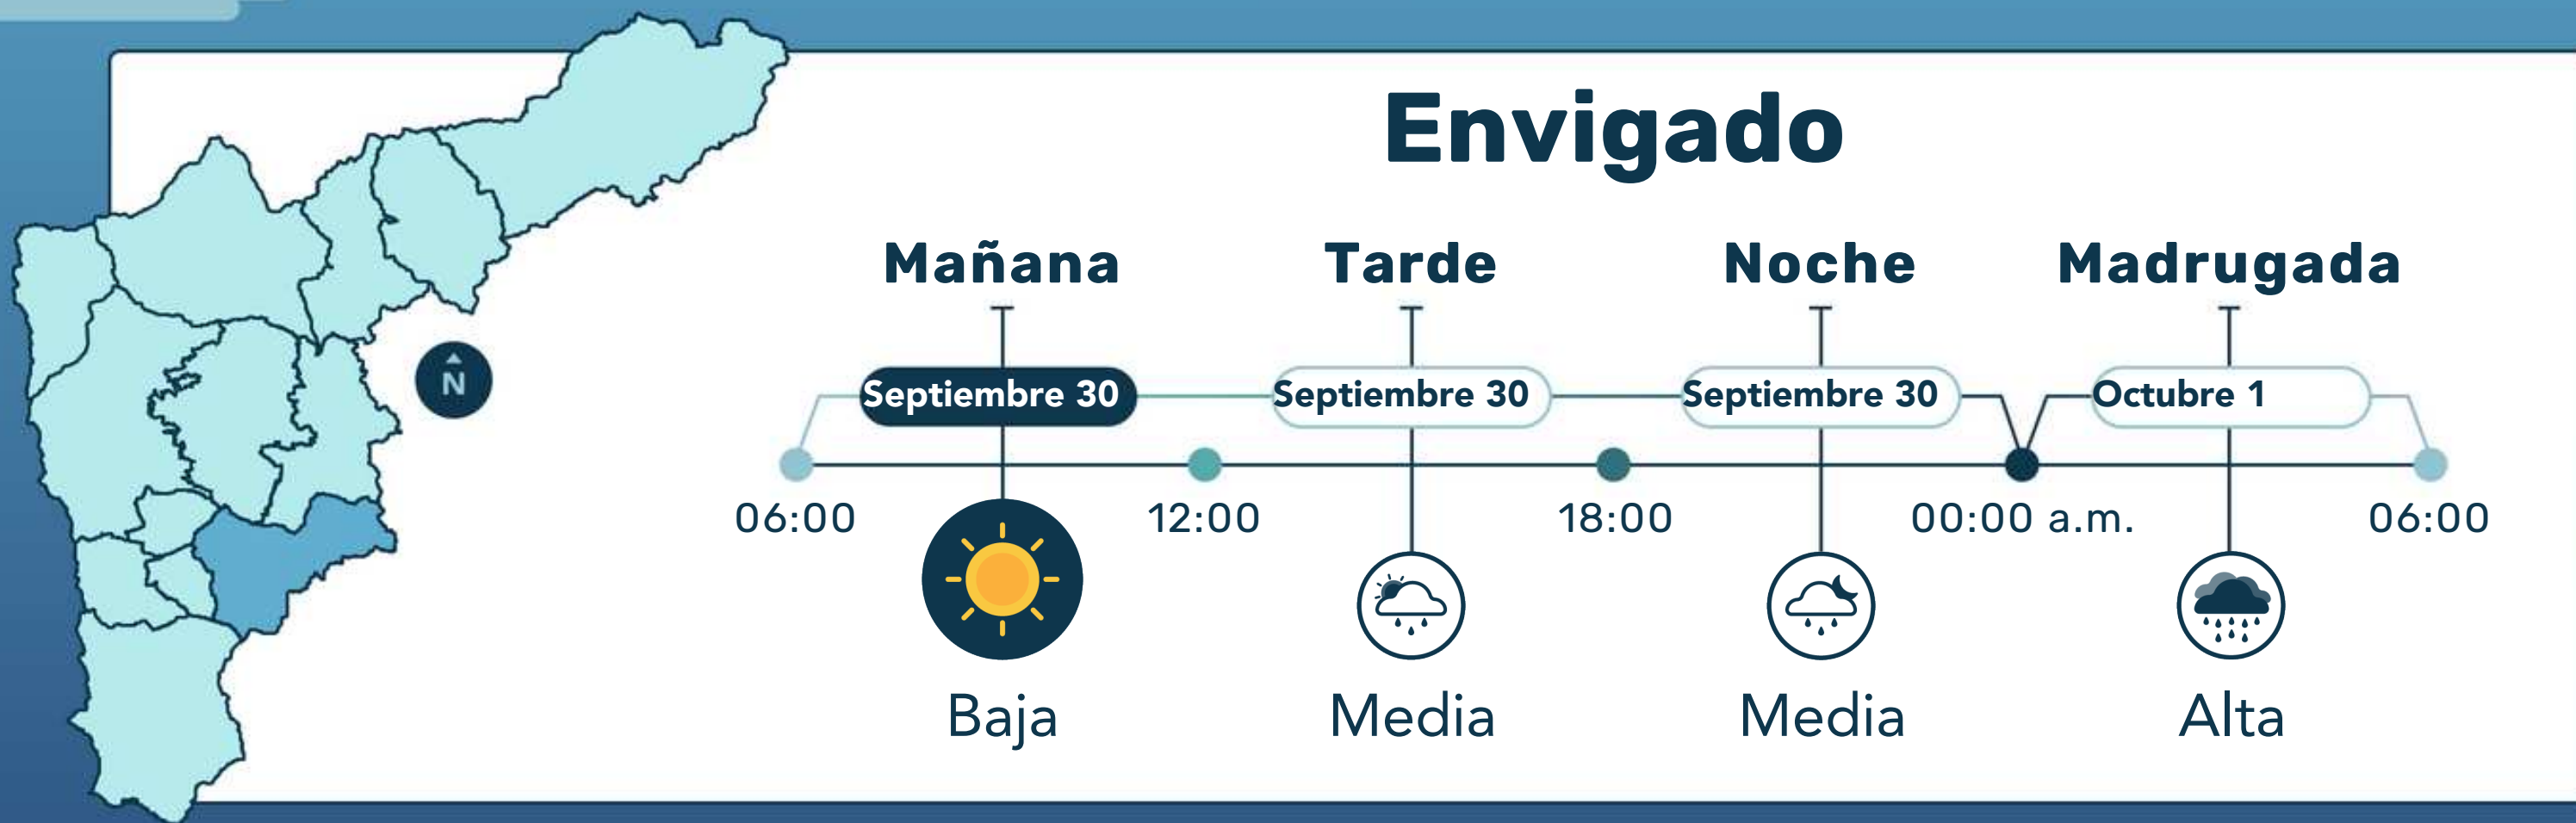 Envigado
Mañana Tarde Noche Madrugada
N
Septiembre 30 Septiembre 30 Septiembre 30 Octubre 1
06:00 12:00 18:00 00:00 a.m. 06:00
Baja Media Media Alta